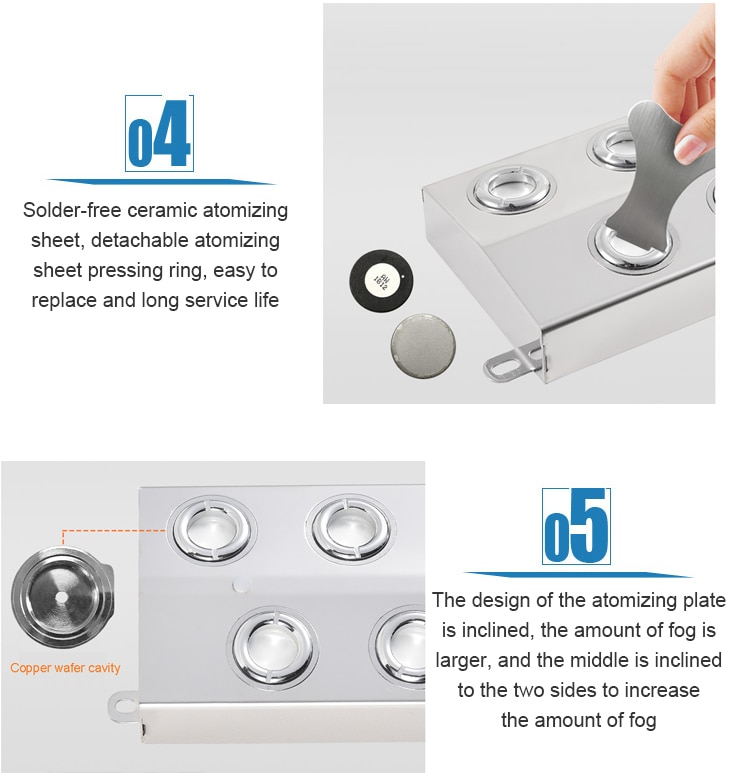 04
Solder-free ceramic atomizing
sheet, detachable atomizing
sheet pressing ring, easy to
replace and long service life
AW
1612
05
Copper wafer cavity
The design of the atomizing plate
is inclined, the amount of fog is
larger, and the middle is inclined
to the two sides to increase
the amount of fog